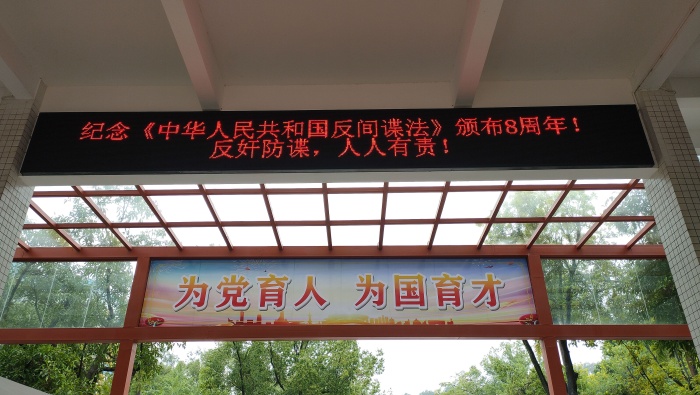 纪念《中华人民共和国反间谍法》颁布8周年！
反奸防谍，人人有责！
为党育人 为国育才